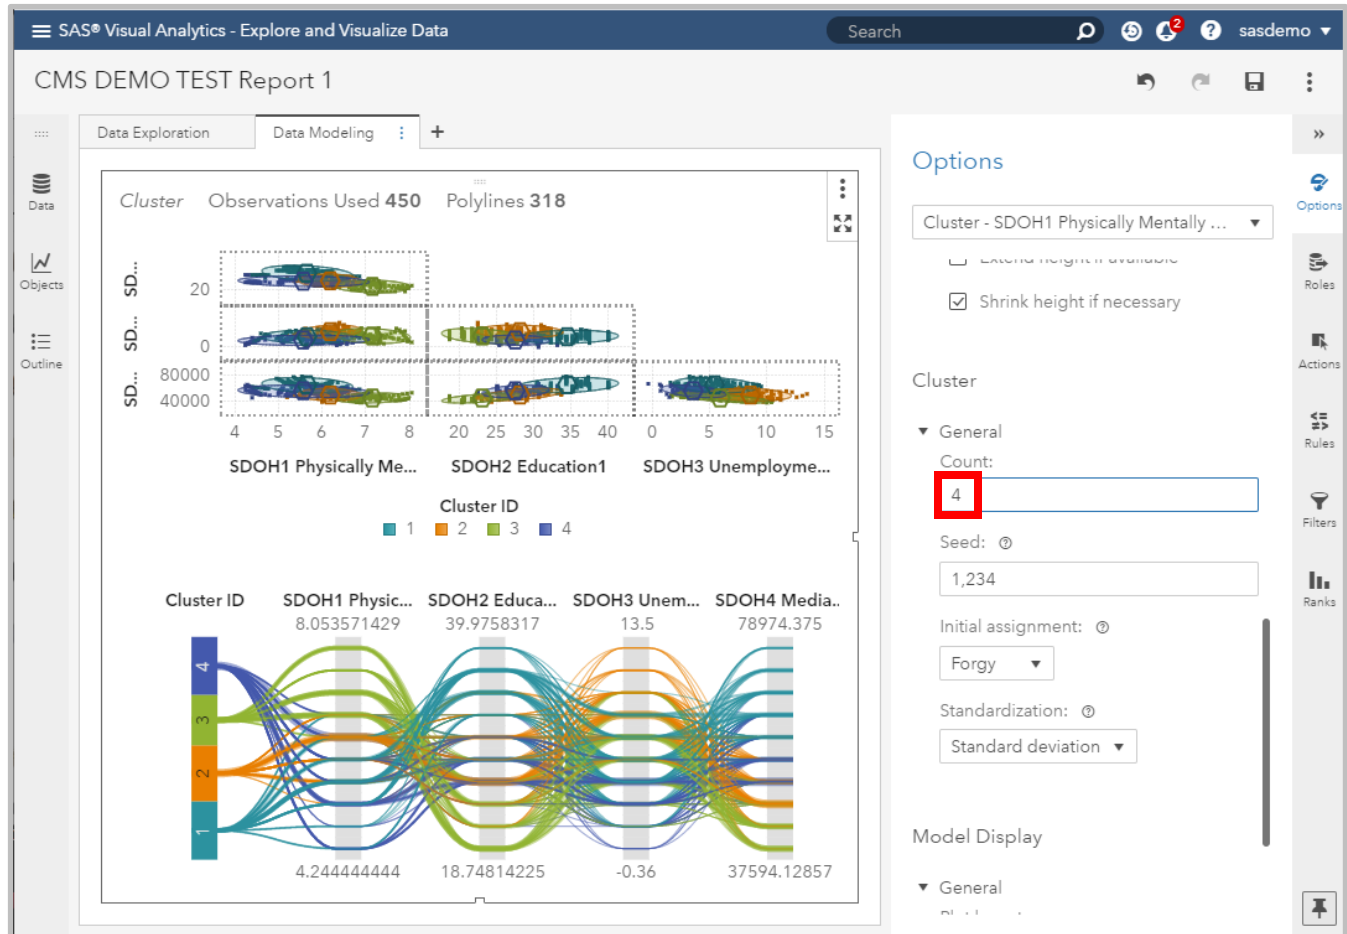 SAS® Visual Analytics - Explore and Visualize Data
Search
2
?
sasdemo
CMS DEMO TEST Report 1
Data
Objects
Outline
Data Exploration
Data Modeling
+
Cluster Observations Used 450 Polylines 318
SD...
20
SD...
0
SD...
80000
40000
4 5 6 7 8 20 25 30 35 40 0 5 10 15
SDOH1 Physically Me... SDOH2 Education1 SDOH3 Unemployme...
Cluster ID
1 2 3 4
Cluster ID SDOH1 Physic... SDOH2 Educa... SDOH3 Unem... SDOH4 Media..
8.053571429 39.9758317 13.5 78974.375
4
3
2
1
4.244444444 18.74814225 -0.36 37594.12857
Options
Cluster - SDOH1 Physically Mentally ...
Extend height if available
Shrink height if necessary
Cluster
General
Count:
4
Seed:
1,234
Initial assignment:
Forgy
Standardization:
Standard deviation
Model Display
General
Options
Roles
Actions
Rules
Filters
Ranks